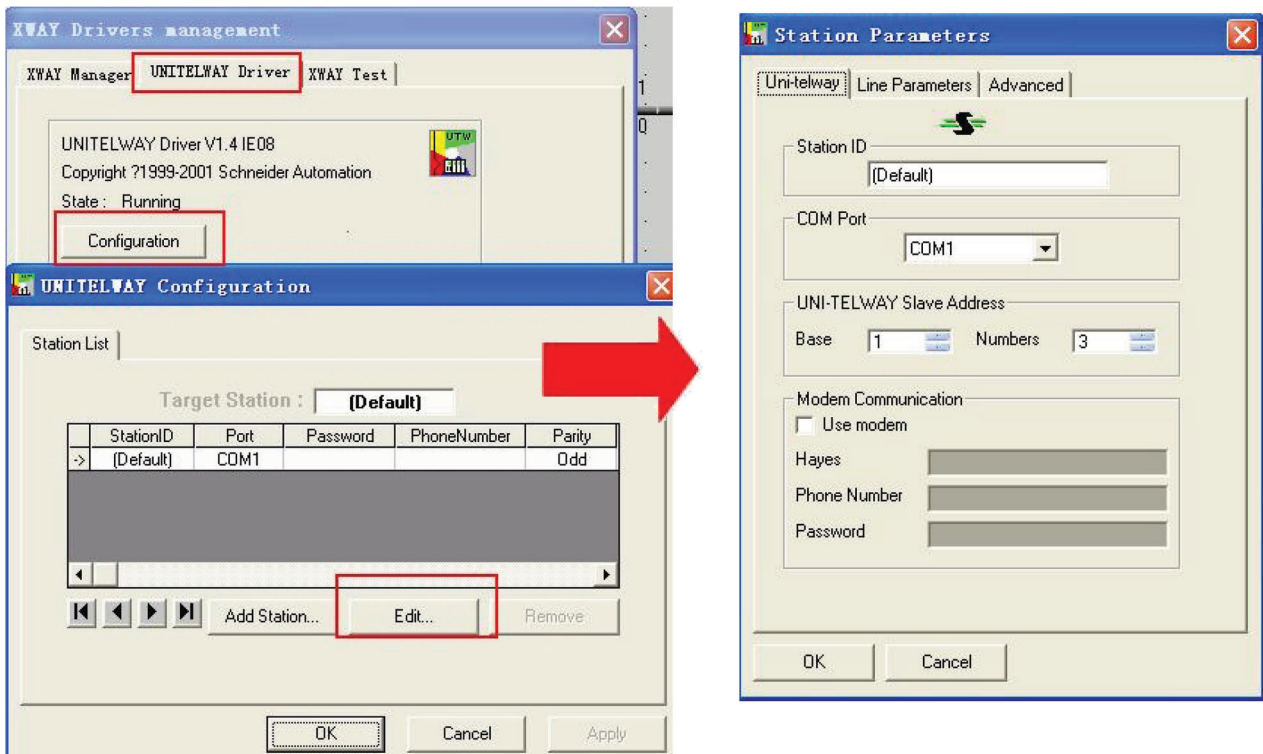 XWAY Drivers management
XWAY Manager UNITELWAY Driver XWAY Test
UTW
UNITELWAY Driver V1.4 IE08
Copyright ?1999-2001 Schneider Automation
State : Running
Configuration
1
0
UNITELWAY Configuration
Station List
Target Station : (Default)
StationID Port Password PhoneNumber Parity
-> (Default) COM1 Odd
Add Station... Edit... Remove
OK Cancel Apply
Station Parameters
Uni-telway Line Parameters Advanced
S
Station ID
(Default)
COM Port
COM1
UNI-TELWAY Slave Address
Base 1 Numbers 3
Modem Communication
Use modem
Hayes
Phone Number
Password
OK Cancel